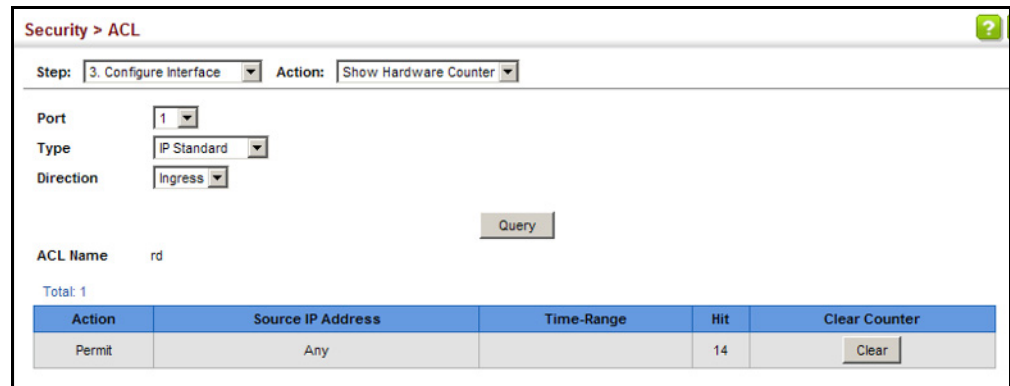 Security > ACL
?
Step: 3. Configure Interface Action: Show Hardware Counter
Port 1
Type IP Standard
Direction Ingress
Query
ACL Name rd
Total: 1
Action Source IP Address Time-Range Hit Clear Counter
Permit Any 14 Clear